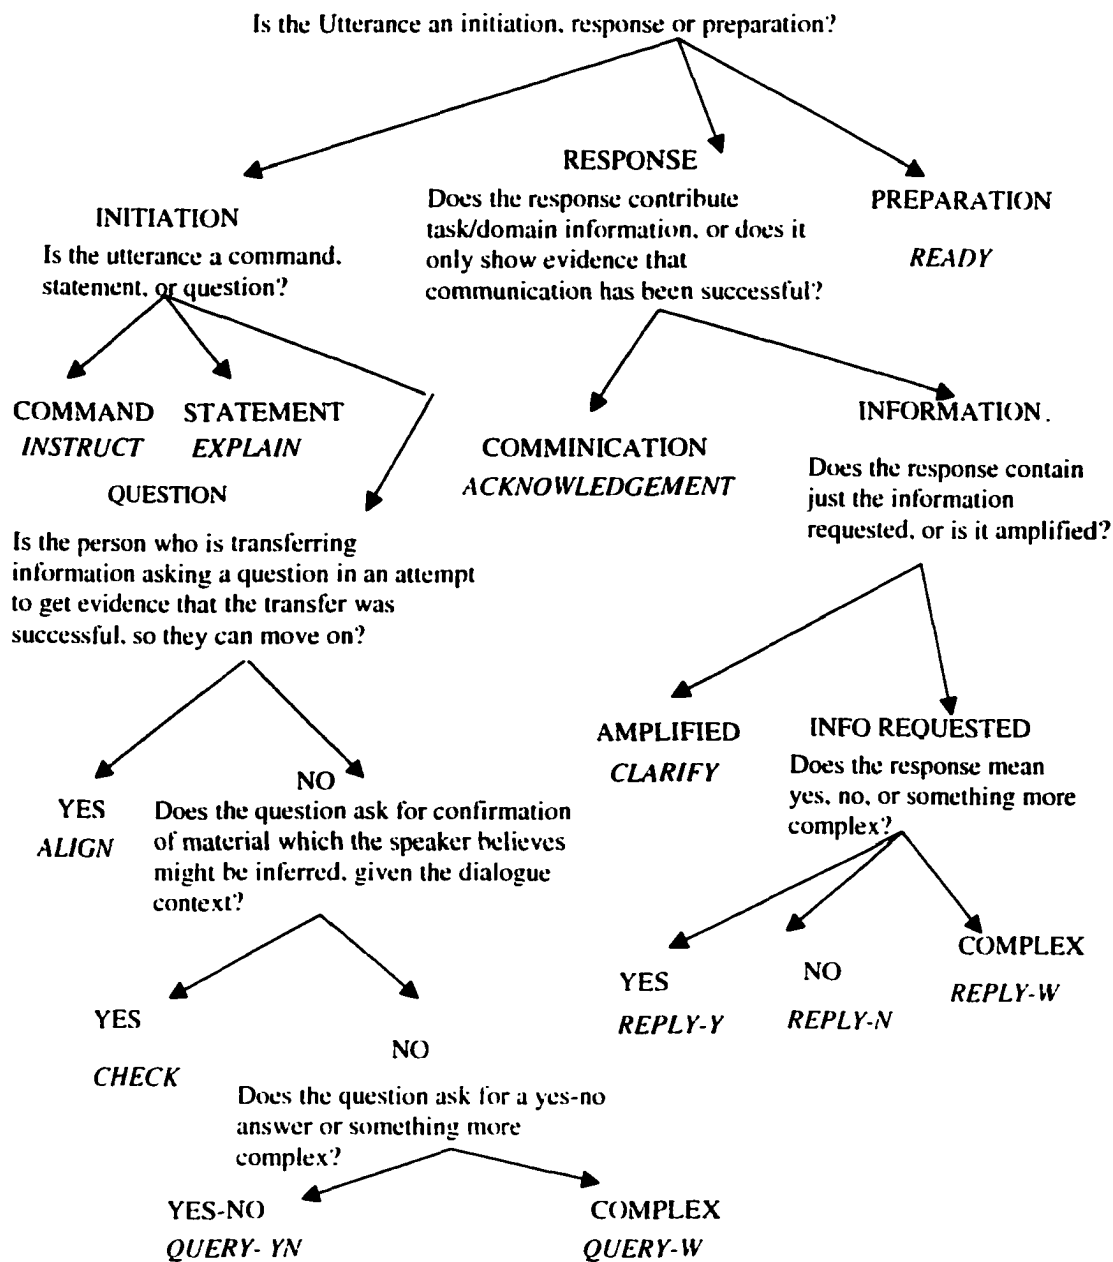 Is the Utterance an initiation, response or preparation?
RESPONSE
Does the response contribute
task/domain information, or does it
only show evidence that
communication has been successful?
PREPARATION
READY
INITIATION
Is the utterance a command,
statement, or question?
COMMAND
INSTRUCT
STATEMENT
EXPLAIN
QUESTION
Is the person who is transferring
information asking a question in an attempt
to get evidence that the transfer was
successful, so they can move on?
COMMINICATION
ACKNOWLEDGEMENT
INFORMATION.
Does the response contain
just the information
requested, or is it amplified?
AMPLIFIED
CLARIFY
INFO REQUESTED
Does the response mean
yes, no, or something more
complex?
YES
ALIGN
NO
Does the question ask for confirmation
of material which the speaker believes
might be inferred, given the dialogue
context?
YES
REPLY-Y
NO
REPLY-N
COMPLEX
REPLY-W
YES
CHECK
NO
Does the question ask for a yes-no
answer or something more
complex?
YES-NO
QUERY- YN
COMPLEX
QUERY-W